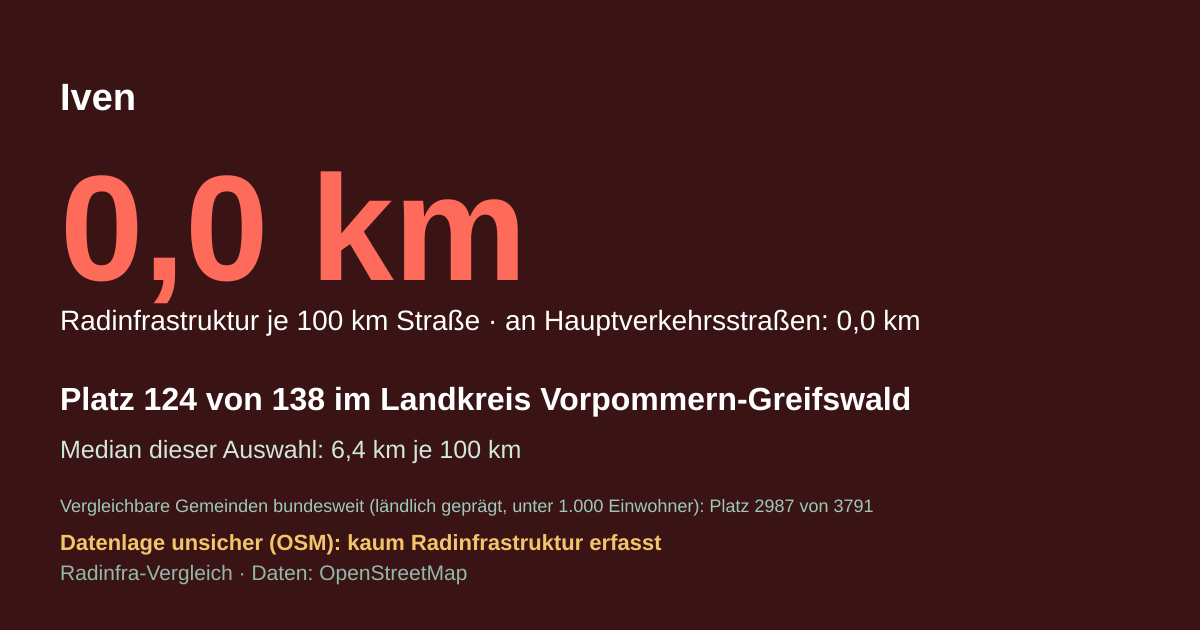 Iven
0,0 km
Radinfrastruktur je 100 km Straße · an Hauptverkehrsstraßen: 0,0 km
Platz 124 von 138 im Landkreis Vorpommern-Greifswald
Median dieser Auswahl: 6,4 km je 100 km
Vergleichbare Gemeinden bundesweit (ländlich geprägt, unter 1.000 Einwohner): Platz 2987 von 3791
Datenlage unsicher (OSM): kaum Radinfrastruktur erfasst
Radinfra-Vergleich · Daten: OpenStreetMap